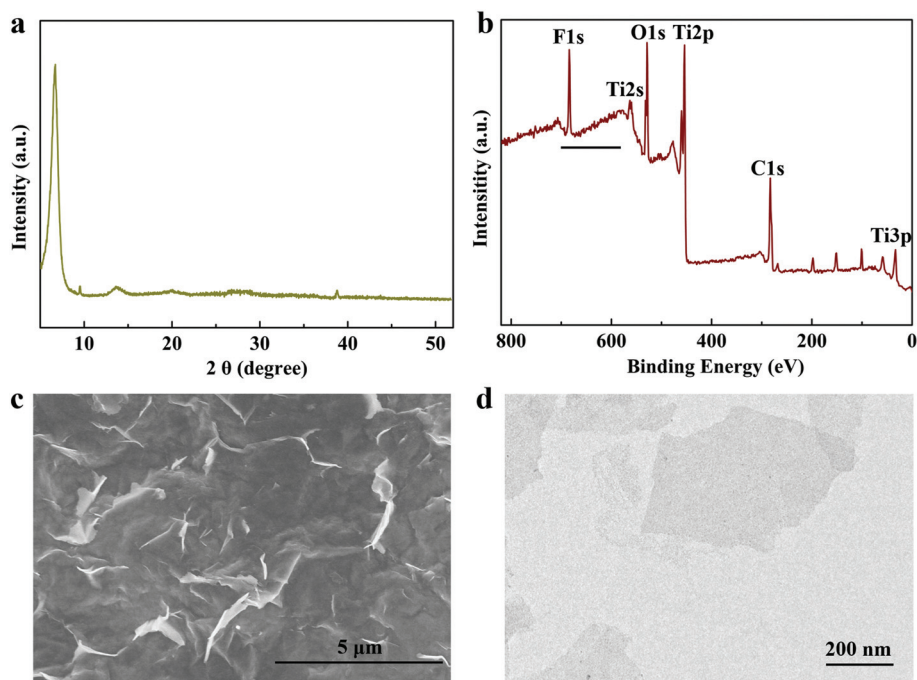 a
Intensity (a.u.)
10
20
30
40
50
2 θ (degree)
b
F1s
O1s
Ti2p
Ti2s
C1s
Ti3p
Intensitity (a.u.)
800
600
400
200
0
Binding Energy (eV)
c
5 μm
d
200 nm